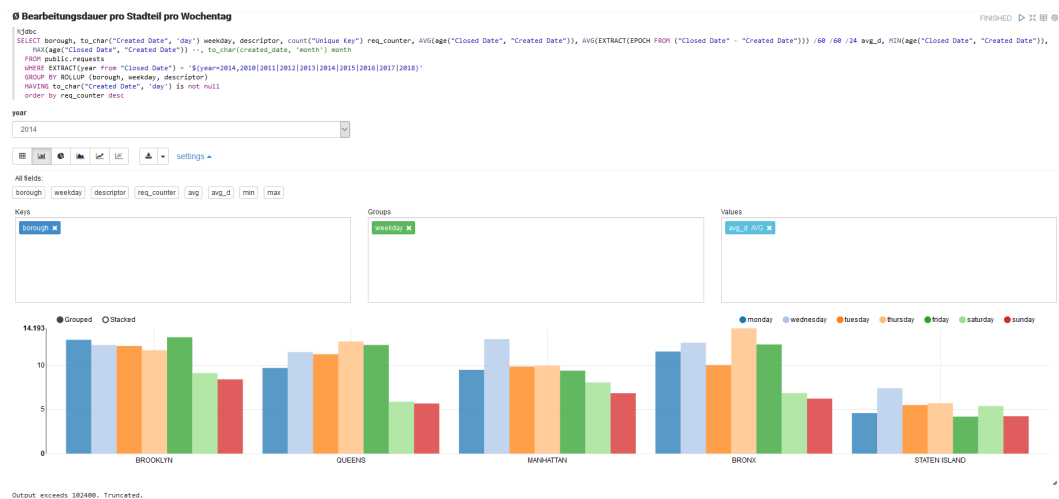 Ø Bearbeitungsdauer pro Stadtteil pro Wochentag
FINISHED
%jdbc
SELECT borough, to_char("Created Date", 'day') weekday, descriptor, count("Unique Key") req_counter, AVG(age("Closed Date", "Created Date")), AVG(EXTRACT(EPOCH FROM ("Closed Date" - "Created Date"))) /60 /60 /24 avg_d, MIN(age("Closed Date", "Created Date")),
MAX(age("Closed Date", "Created Date")) --, to_char(created_date, 'month') month
FROM public.requests
WHERE EXTRACT(year from "Closed Date") = '${year=2014,2010|2011|2012|2013|2014|2015|2016|2017|2018}'
GROUP BY ROLLUP (borough, weekday, descriptor)
HAVING to_char("Created Date", 'day') is not null
order by req_counter desc
year
2014
settings
All fields:
borough weekday descriptor req_counter avg avg_d min max
Keys Groups Values
borough weekday avg_d AVG
Grouped Stacked monday wednesday tuesday thursday friday saturday sunday
14.193
10
5
0
BROOKLYN QUEENS MANHATTAN BRONX STATEN ISLAND
Output exceeds 102400. Truncated.